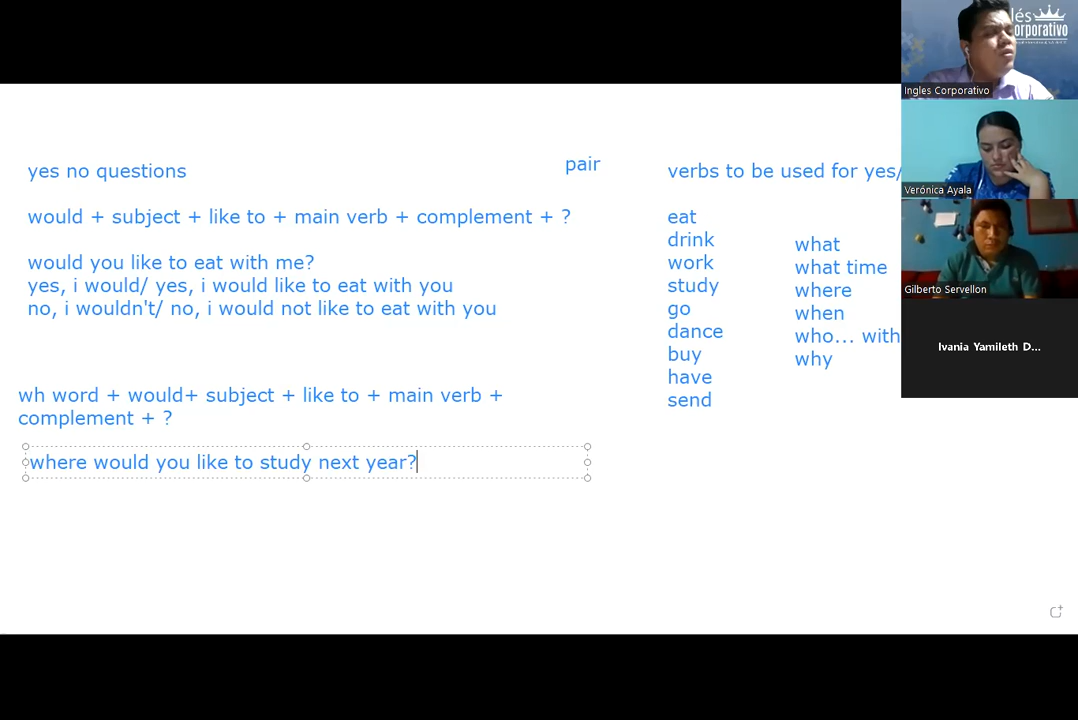 yes no questions
pair
would + subject + like to + main verb + complement + ?
would you like to eat with me?
yes, i would/ yes, i would like to eat with you
no, i wouldn't/ no, i would not like to eat with you
wh word + would+ subject + like to + main verb +
complement + ?
where would you like to study next year?
verbs to be used for yes/
eat
drink
work
study
go
dance
buy
have
send
what
what time
where
when
who... with
why
lés
orporativo
Ingles Corporativo
Verónica Ayala
Gilberto Servellon
Ivania Yamileth D...